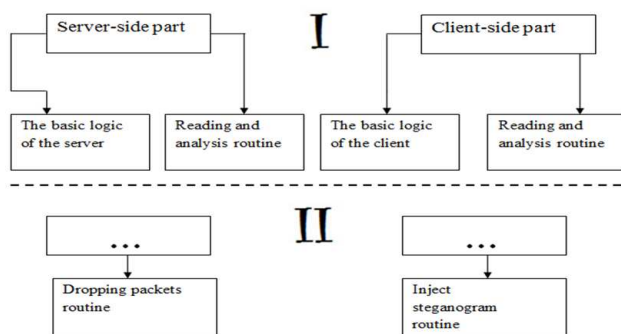 Server-side part
I
Client-side part
The basic logic
of the server
Reading and
analysis routine
The basic logic
of the client
Reading and
analysis routine
II
...
...
Dropping packets
routine
Inject
steganogram
routine